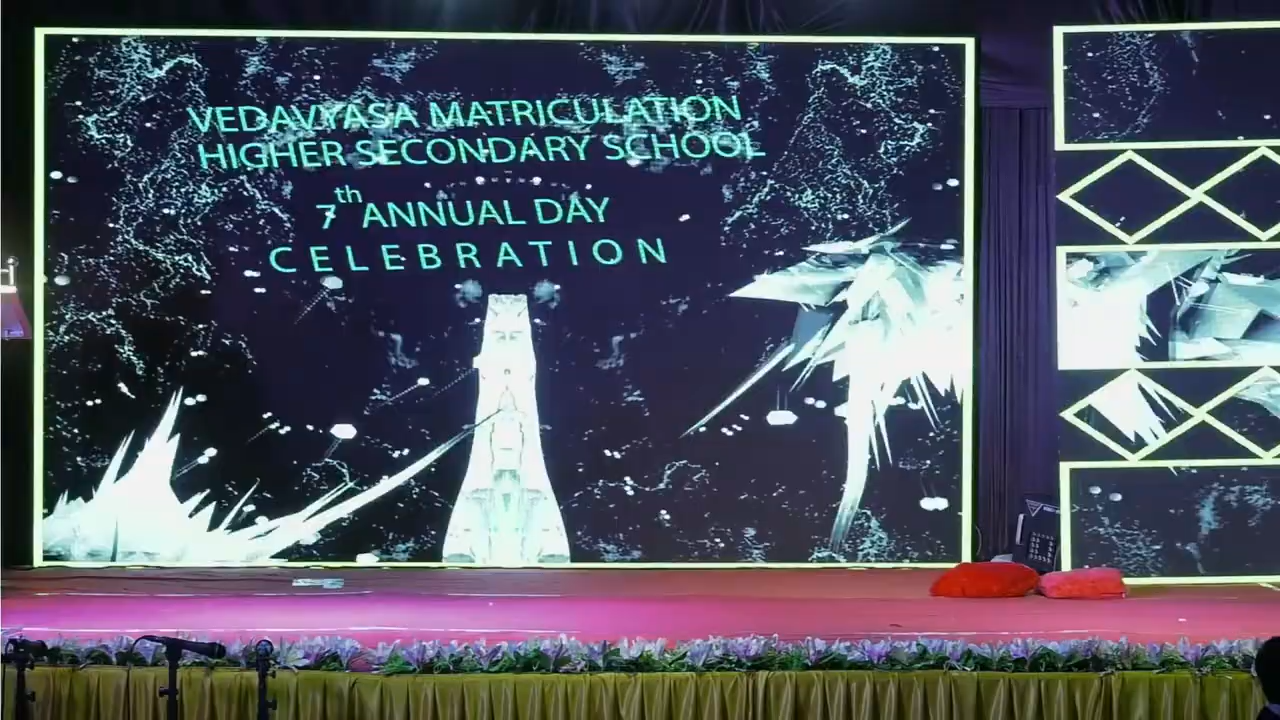 VEDAVYASA MATRICULATION
HIGHER SECONDARY SCHOOL
7th ANNUAL DAY
CELEBRATION